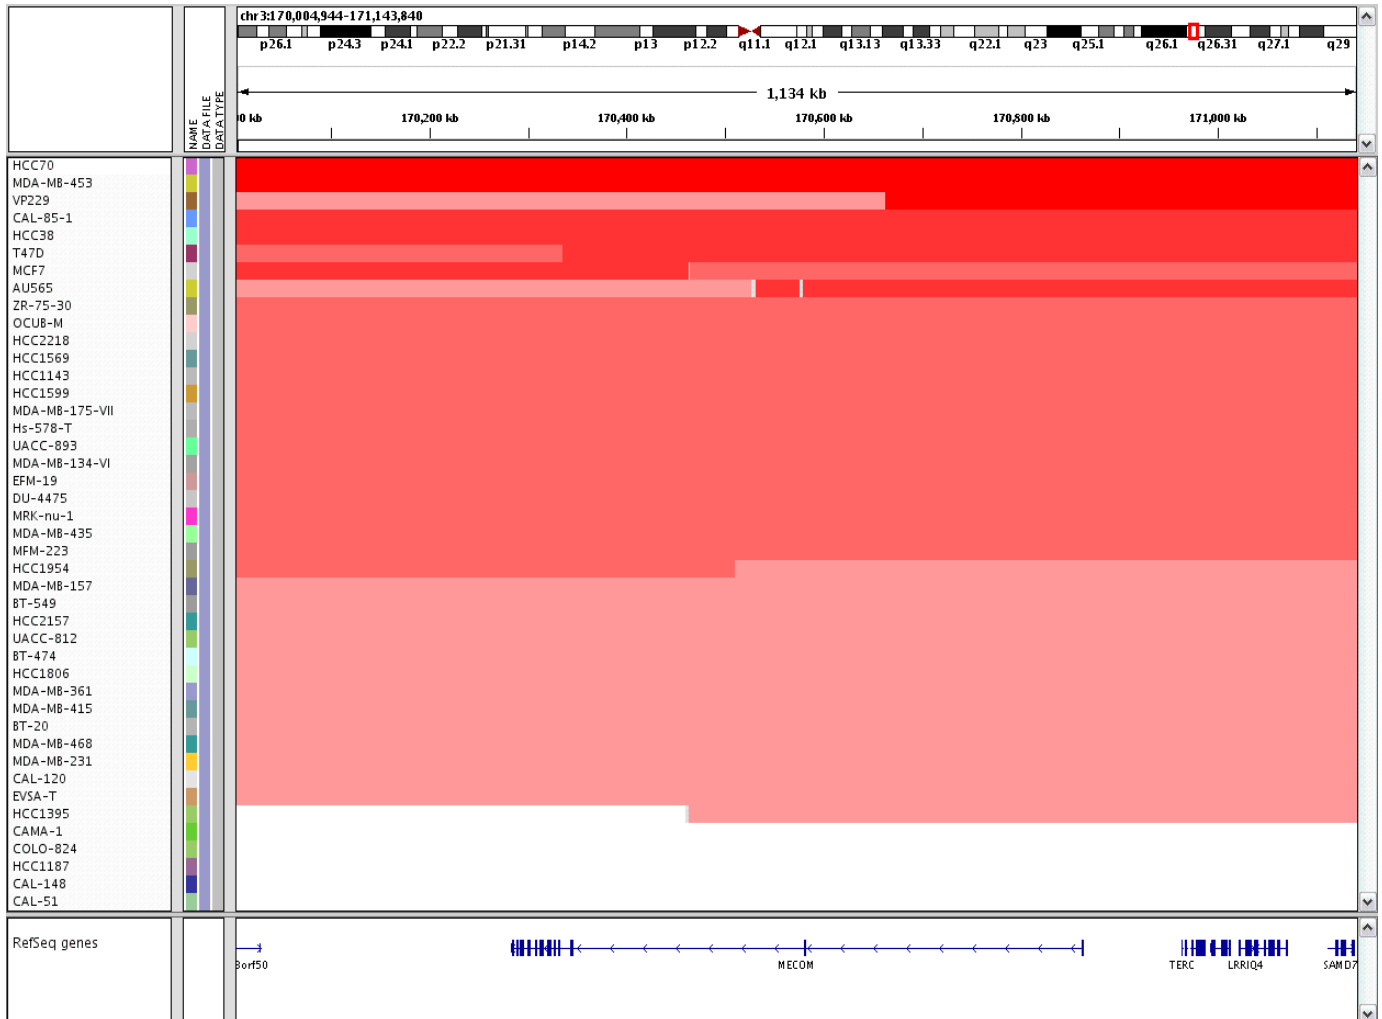 chr3:170,004,944-171,143,840
p26.1 p24.3 p24.1 p22.2 p21.31 p14.2 p13 p12.2 q11.1 q12.1 q13.13 q13.33 q22.1 q23 q25.1 q26.1 q26.31 q27.1 q29
1,134 kb
00 kb 170,200 kb 170,400 kb 170,600 kb 170,800 kb 171,000 kb
NAME
DATA FILE
DATA TYPE
HCC70
MDA-MB-453
VP229
CAL-85-1
HCC38
T47D
MCF7
AU565
ZR-75-30
OCUB-M
HCC2218
HCC1569
HCC1143
HCC1599
MDA-MB-175-VII
Hs-578-T
UACC-893
MDA-MB-134-VI
EFM-19
DU-4475
MRK-nu-1
MDA-MB-435
MFM-223
HCC1954
MDA-MB-157
BT-549
HCC2157
UACC-812
BT-474
HCC1806
MDA-MB-361
MDA-MB-415
BT-20
MDA-MB-468
MDA-MB-231
CAL-120
EVSA-T
HCC1395
CAMA-1
COLO-824
HCC1187
CAL-148
CAL-51
RefSeq genes
3orf50 MECOM TERC LRRIQ4 SAMD7